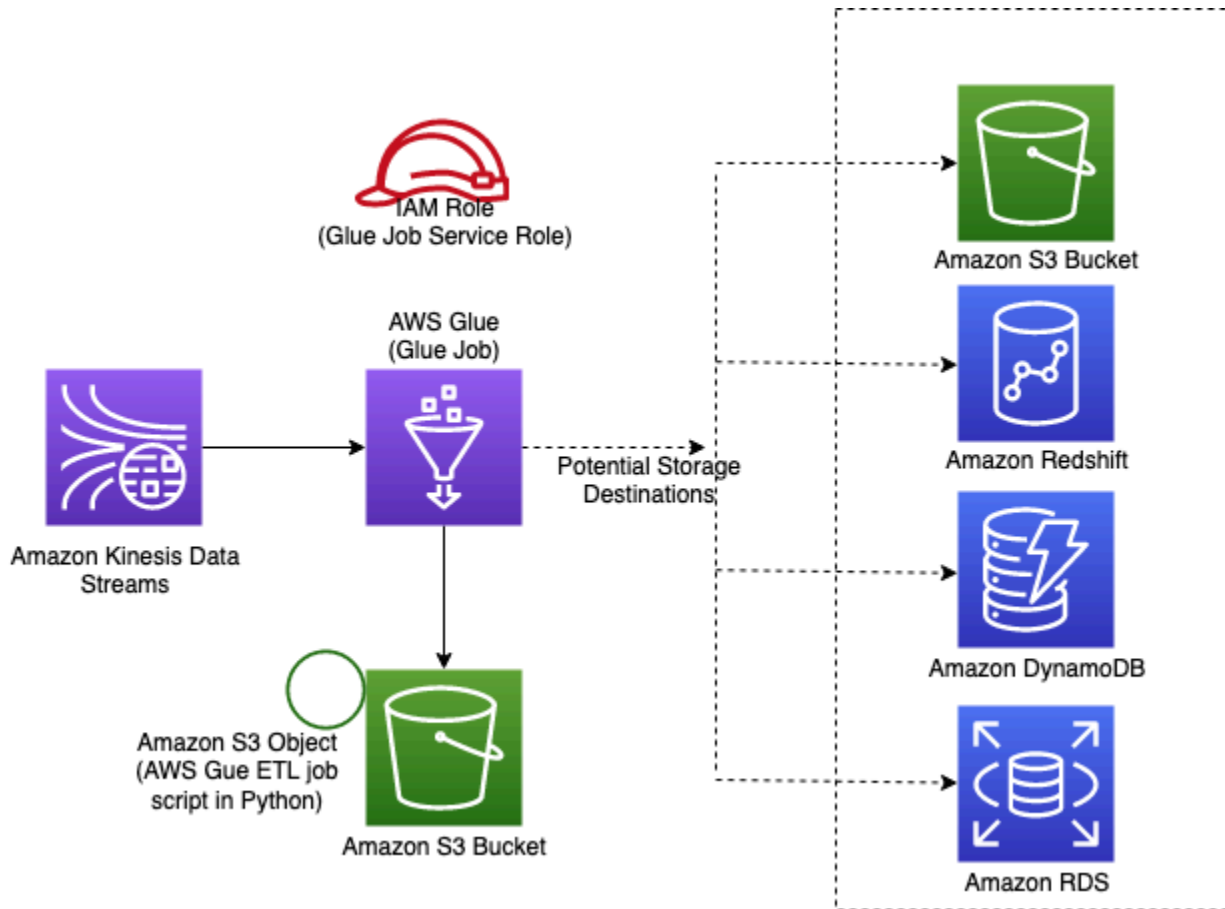 IAM Role
(Glue Job Service Role)
AWS Glue
(Glue Job)
Amazon Kinesis Data
Streams
Potential Storage
Destinations
Amazon S3 Object
(AWS Gue ETL job
script in Python)
Amazon S3 Bucket
Amazon S3 Bucket
Amazon Redshift
Amazon DynamoDB
Amazon RDS